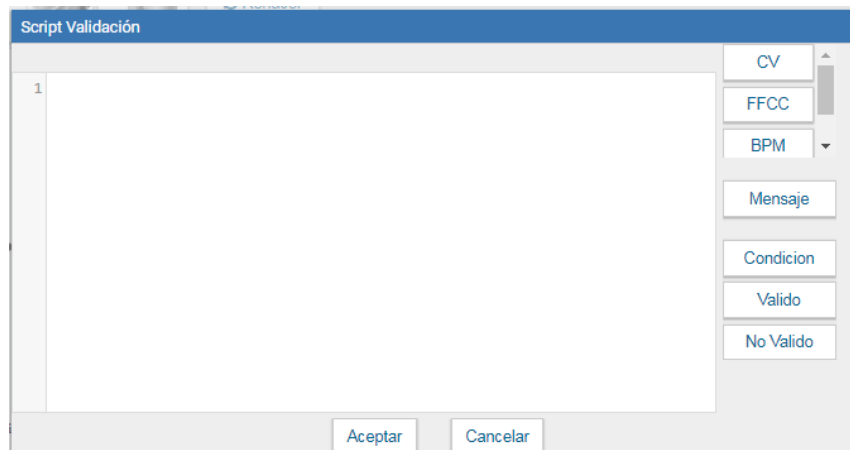 Script Validación
CV
1
FFCC
BPM
Mensaje
Condicion
Valido
No Valido
Aceptar Cancelar